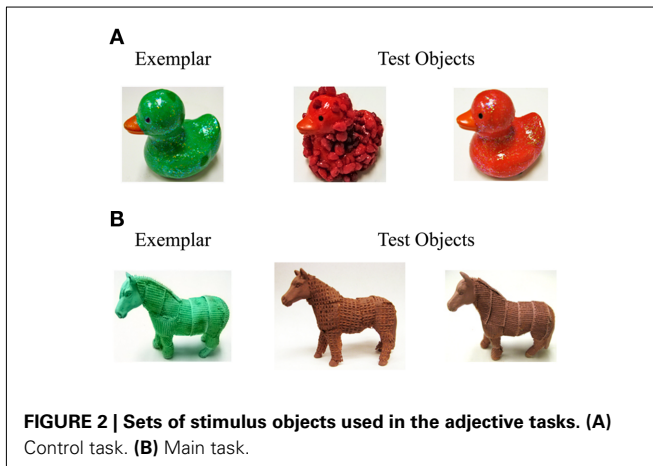 A
Exemplar Test Objects
B
Exemplar Test Objects
FIGURE 2 | Sets of stimulus objects used in the adjective tasks. (A)
Control task. (B) Main task.